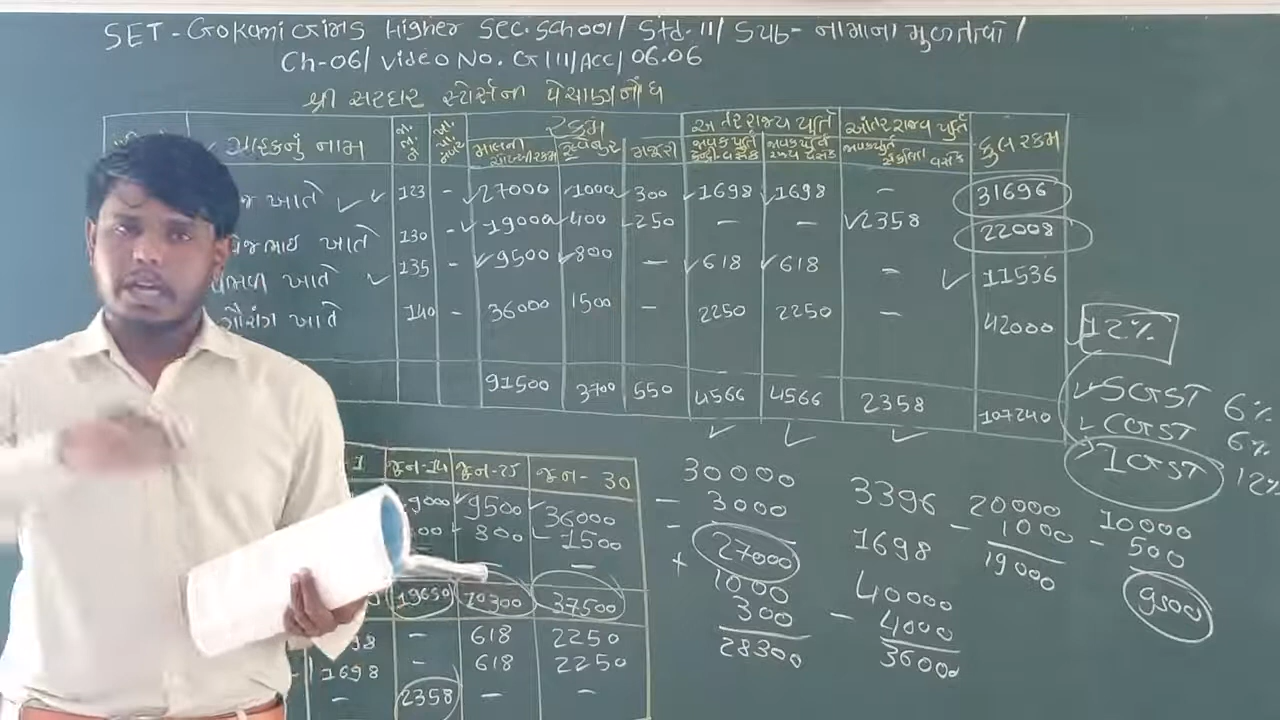 SET - Gokami Girls Higher Sec. School / Std. 11 / Sub - નામાના મુળતત્વો /
Ch-06 / Video No. G111/Acc/06.06
શ્રી સરદાર સ્ટોર્સની વેચાણનોંધ
ગ્રાહકનું નામ
રકમ
આંતરરાજ્ય પૂર્તિ
કુલ રકમ
મજૂરી
ખાતે 123 - 27000 1000 300 1698 1698 - 31696
ખાતે 130 - 19000 400 250 - - 2358 22008
ખાતે 135 - 9500 800 - 618 618 - 11536
ગૌરાંગ ખાતે 140 - 36000 1500 - 2250 2250 - 42000
91500 3700 550 4566 4566 2358 107240
12%
SGST 6%
CGST 6%
IGST 12%
જૂન-14 જૂન-25 જૂન-30
9000 9500 36000
00 800 1500
- -
19650 10300 37500
- 618 2250
1698 - 618 2250
- 2358 - -
30000
- 3000
27000
+ 1000
300
28300
3396
1698
40000
- 4000
36000
20000
- 1000
19000
10000
- 500
9500